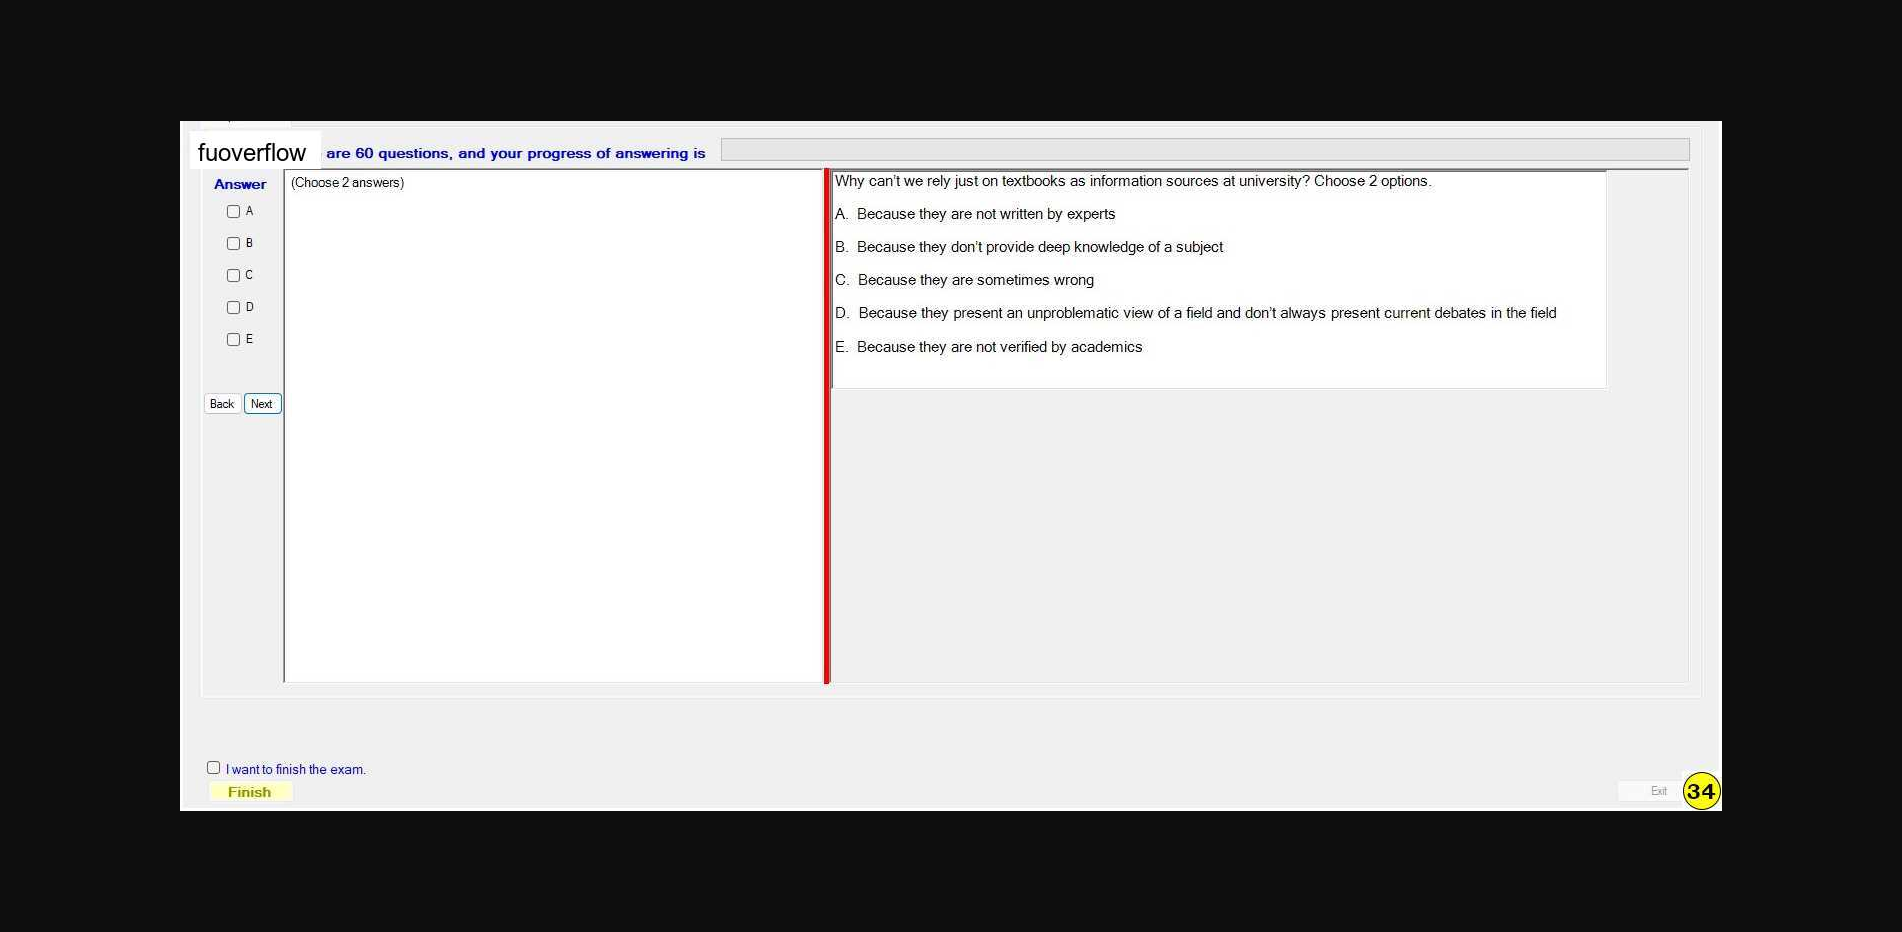 fuoverflow are 60 questions, and your progress of answering is
Answer
A
B
C
D
E
Back Next
(Choose 2 answers)
Why can't we rely just on textbooks as information sources at university? Choose 2 options.
A. Because they are not written by experts
B. Because they don't provide deep knowledge of a subject
C. Because they are sometimes wrong
D. Because they present an unproblematic view of a field and don't always present current debates in the field
E. Because they are not verified by academics
I want to finish the exam.
Finish
Exit
34